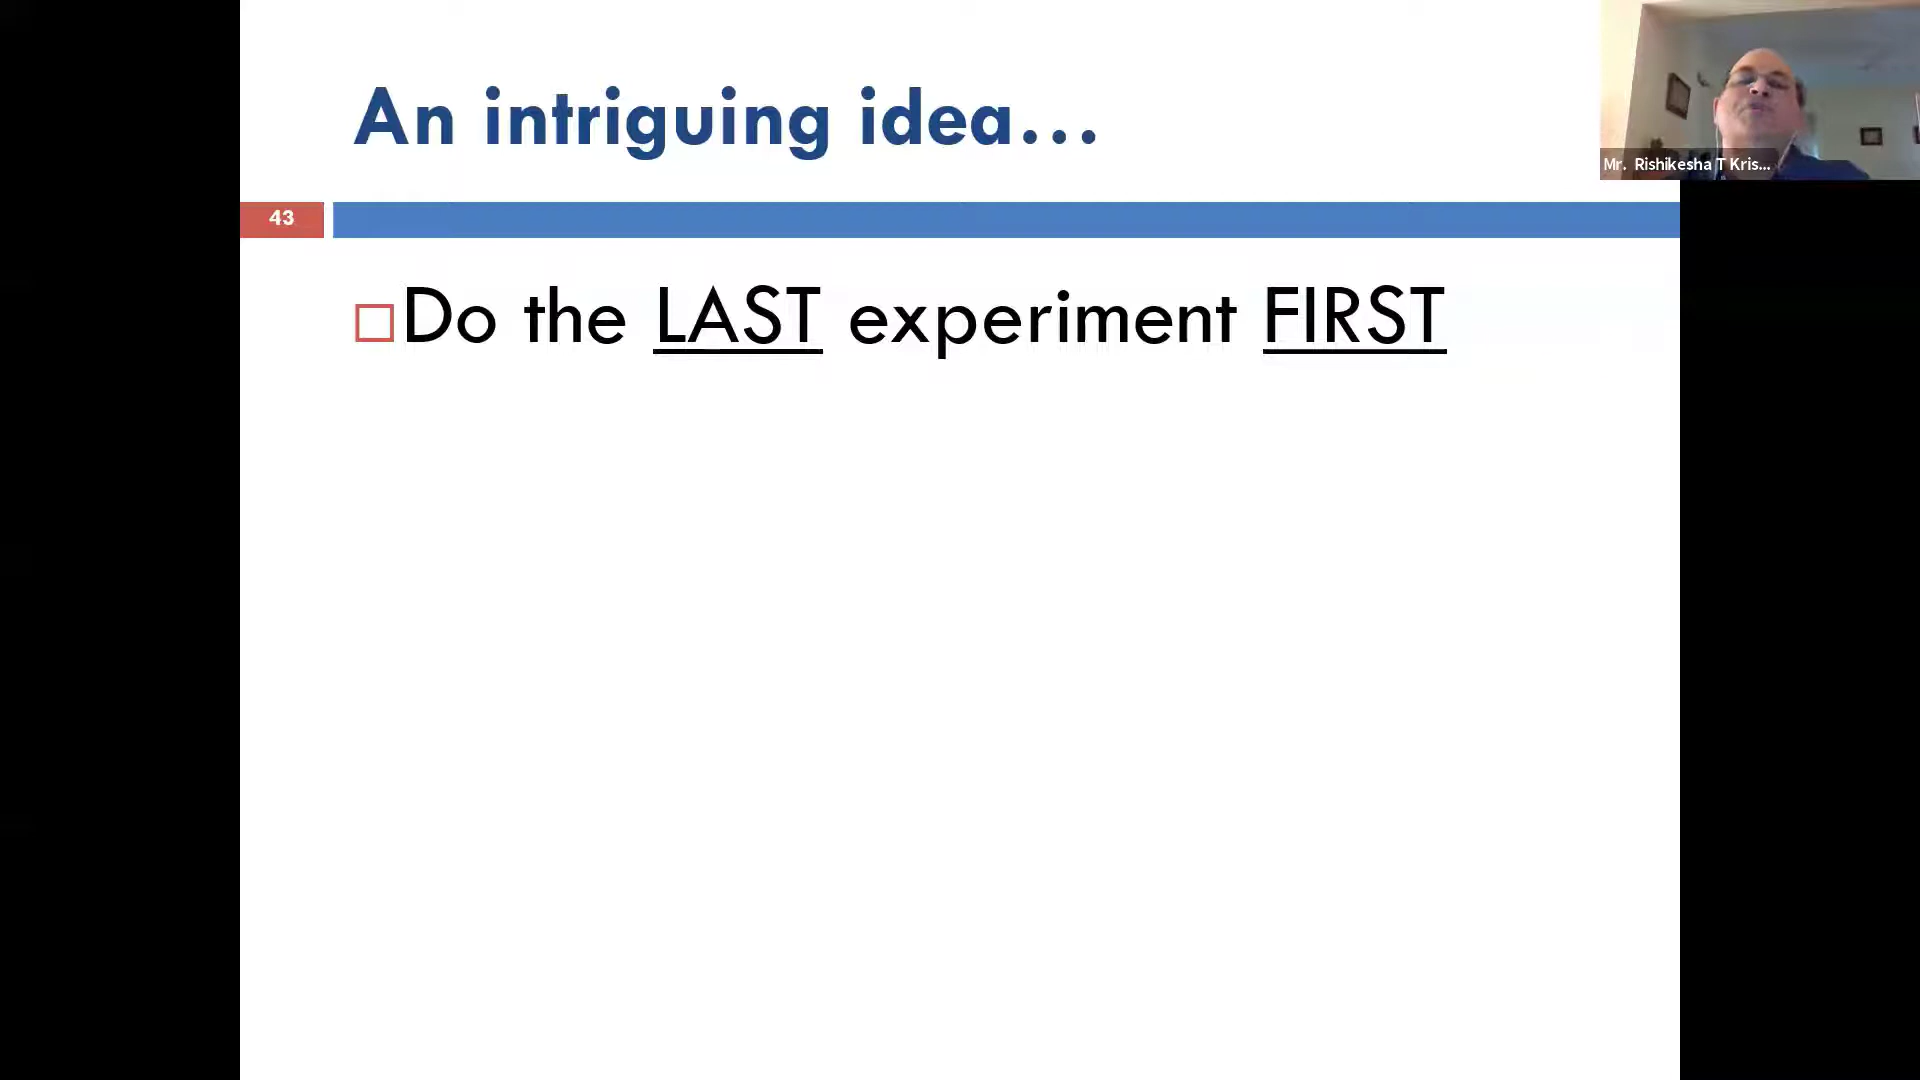 An intriguing idea...
Mr. Rishikesha T Kris...
43
Do the LAST experiment FIRST